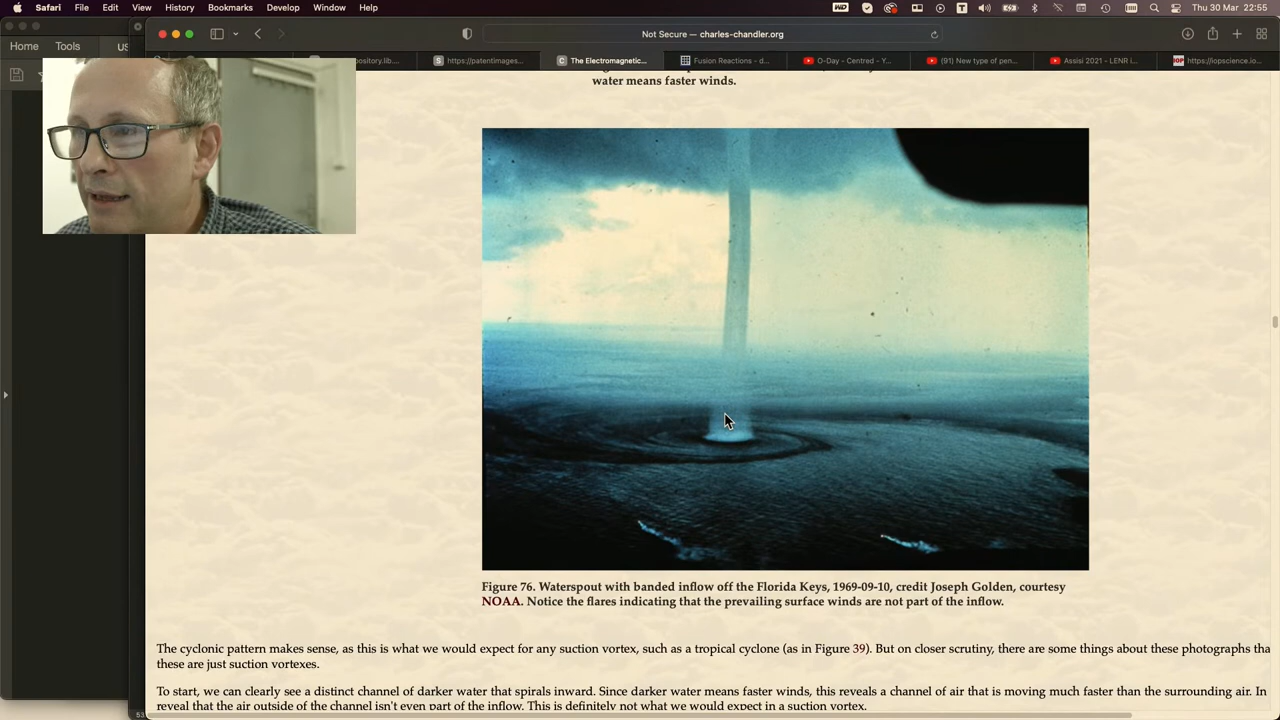 Safari File Edit View History Bookmarks Develop Window Help
Thu 30 Mar 22:55
Home Tools US
Not Secure — charles-chandler.org
ository.lib....
https://patentimages...
The Electromagnetic...
Fusion Reactions - d...
O-Day - Centred - Y...
(91) New type of pen...
Assisi 2021 - LENR i...
IOP https://iopscience.io...
water means faster winds.
Figure 76. Waterspout with banded inflow off the Florida Keys, 1969-09-10, credit Joseph Golden, courtesy
NOAA. Notice the flares indicating that the prevailing surface winds are not part of the inflow.
The cyclonic pattern makes sense, as this is what we would expect for any suction vortex, such as a tropical cyclone (as in Figure 39). But on closer scrutiny, there are some things about these photographs tha
these are just suction vortexes.
To start, we can clearly see a distinct channel of darker water that spirals inward. Since darker water means faster winds, this reveals a channel of air that is moving much faster than the surrounding air. In
reveal that the air outside of the channel isn't even part of the inflow. This is definitely not what we would expect in a suction vortex.